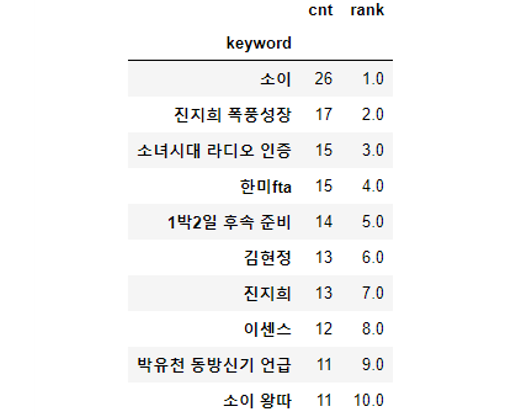 cnt rank
keyword
소이 26 1.0
진지희 폭풍성장 17 2.0
소녀시대 라디오 인증 15 3.0
한미fta 15 4.0
1박2일 후속 준비 14 5.0
김현정 13 6.0
진지희 13 7.0
이센스 12 8.0
박유천 동방신기 언급 11 9.0
소이 왕따 11 10.0